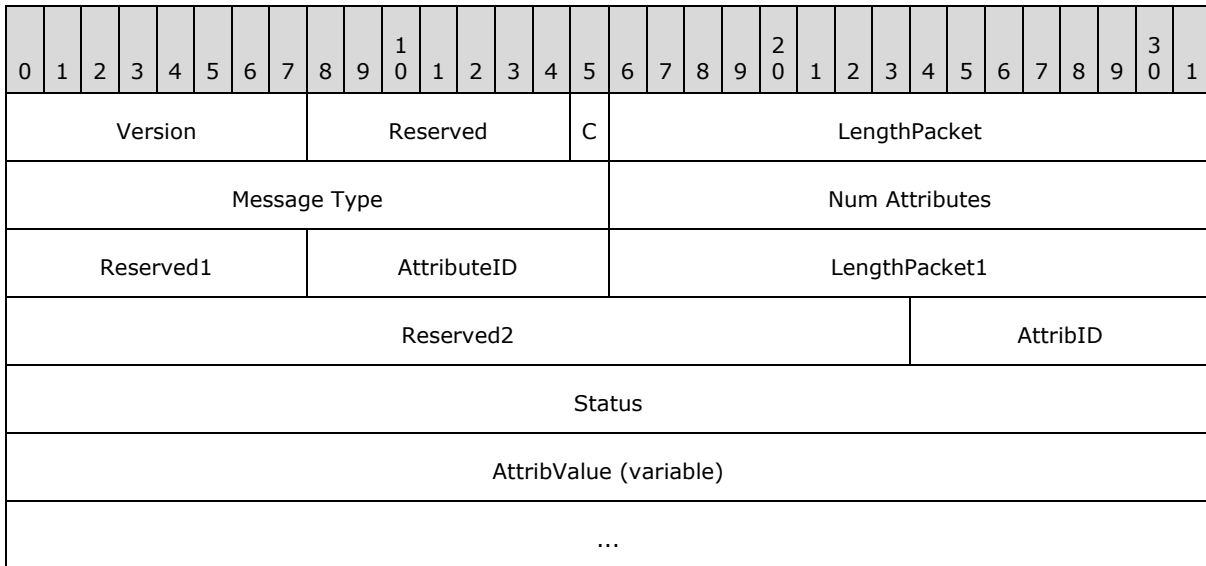 1 2 3
0 1 2 3 4 5 6 7 8 9 0 1 2 3 4 5 6 7 8 9 0 1 2 3 4 5 6 7 8 9 0 1
Version Reserved C LengthPacket
Message Type Num Attributes
Reserved1 AttributeID LengthPacket1
Reserved2 AttribID
Status
AttribValue (variable)
...